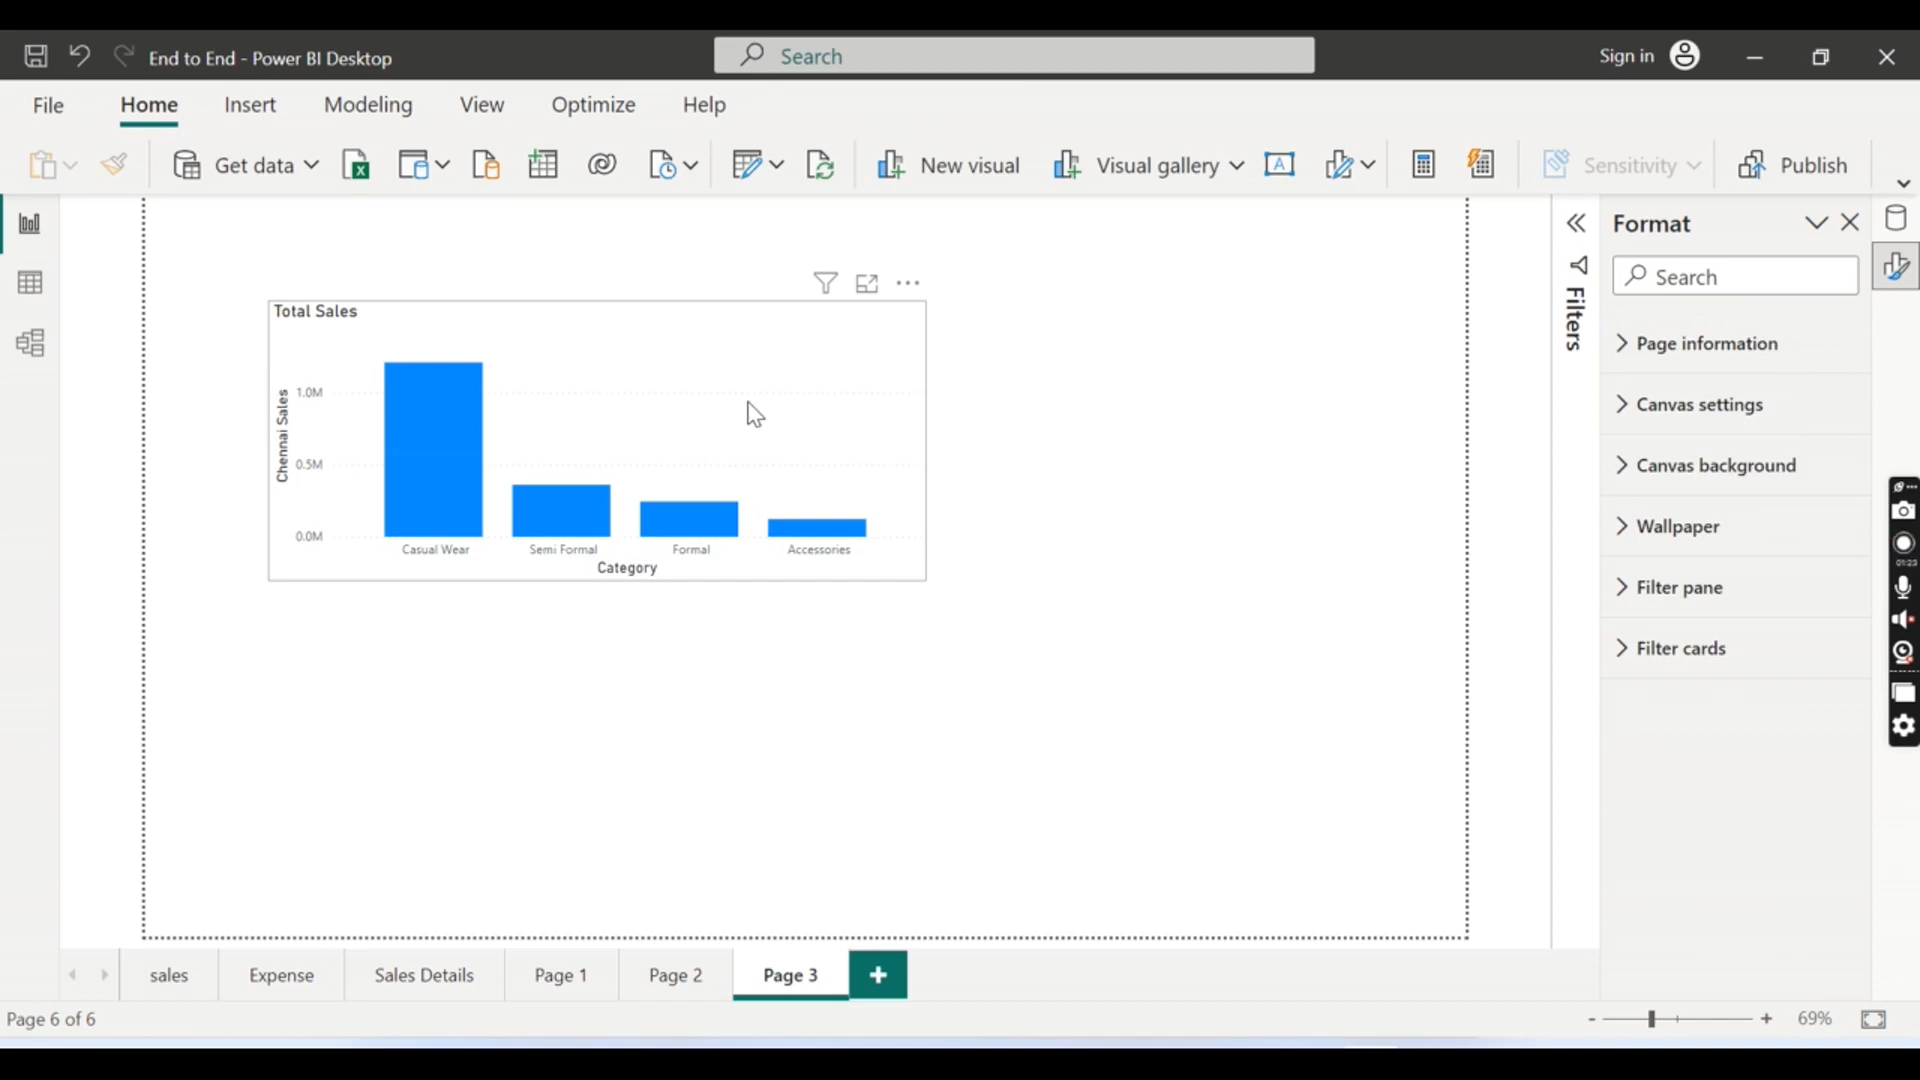 End to End - Power BI Desktop
Search
Sign in
File
Home
Insert
Modeling
View
Optimize
Help
Get data
New visual
Visual gallery
A
Sensitivity
Publish
Total Sales
Chennai Sales
1.0M
0.5M
0.0M
Casual Wear
Semi Formal
Formal
Accessories
Category
Filters
Format
Search
Page information
Canvas settings
Canvas background
Wallpaper
Filter pane
Filter cards
01:23
sales
Expense
Sales Details
Page 1
Page 2
Page 3
Page 6 of 6
69%